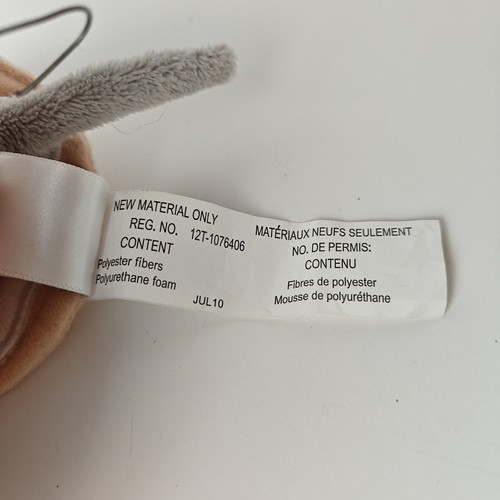 NEW MATERIAL ONLY
REG. NO. 12T-1076406
CONTENT
Polyester fibers
Polyurethane foam
JUL10
MATÉRIAUX NEUFS SEULEMENT
NO. DE PERMIS:
CONTENU
Fibres de polyester
Mousse de polyuréthane